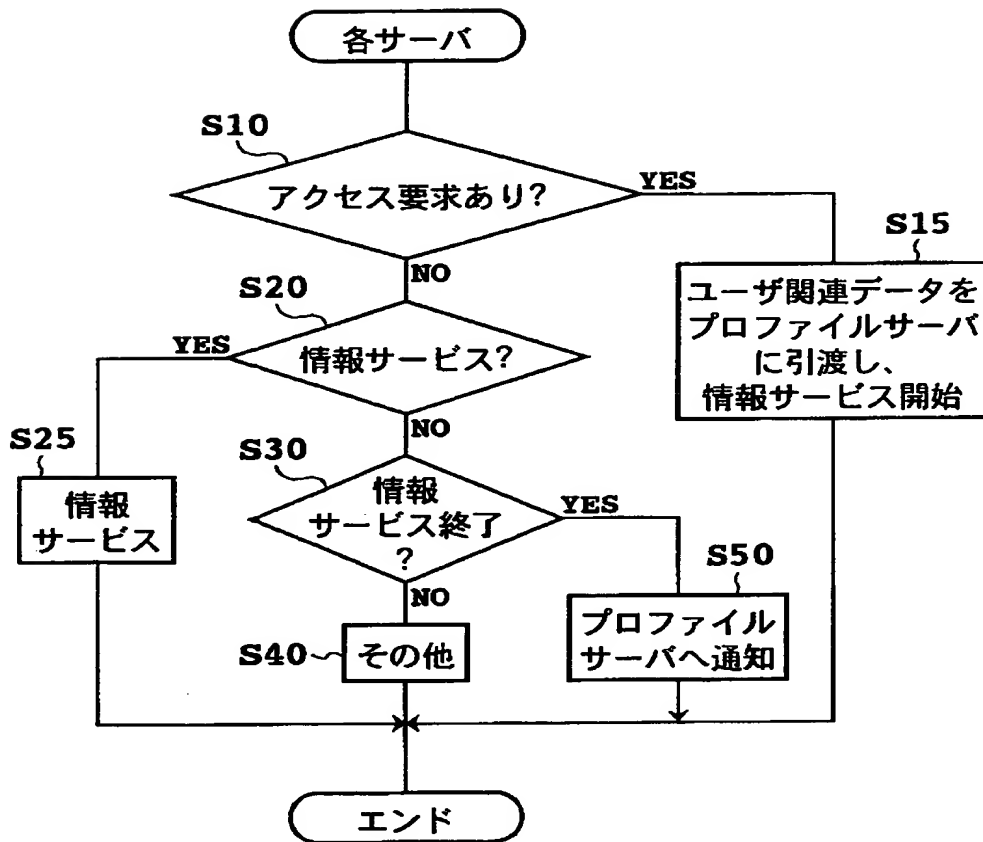 各サーバ
S10
アクセス要求あり?
YES
NO
S15
ユーザ関連データを
プロファイルサーバ
に引渡し、
情報サービス開始
S20
YES
情報サービス?
NO
S25
情報
サービス
S30
情報
サービス終了
?
YES
NO
S50
プロファイル
サーバへ通知
S40
その他
エンド